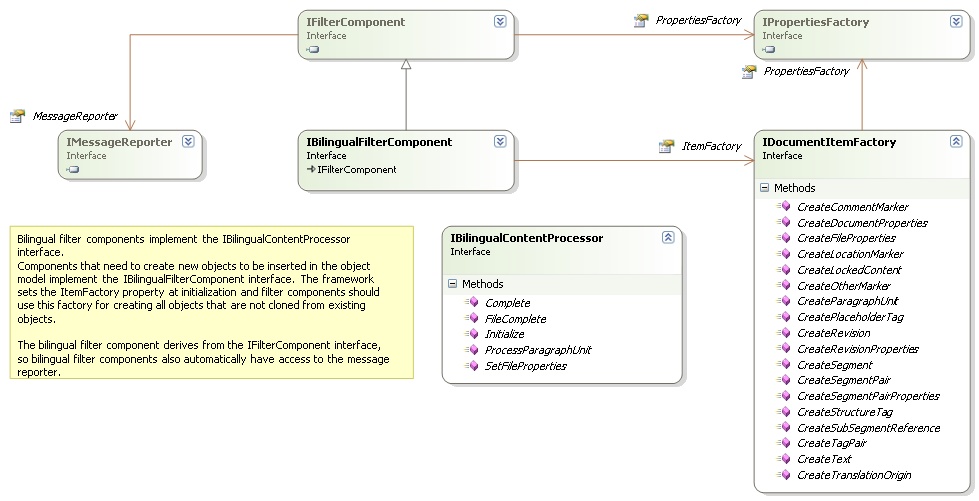 IFilterComponent
Interface
PropertiesFactory
IPropertiesFactory
Interface
PropertiesFactory
MessageReporter
IMessageReporter
Interface
IBilingualFilterComponent
Interface
IFilterComponent
ItemFactory
IDocumentItemFactory
Interface
Methods
CreateCommentMarker
CreateDocumentProperties
CreateFileProperties
CreateLocationMarker
CreateLockedContent
CreateOtherMarker
CreateParagraphUnit
CreatePlaceholderTag
CreateRevision
CreateRevisionProperties
CreateSegment
CreateSegmentPair
CreateSegmentPairProperties
CreateStructureTag
CreateSubSegmentReference
CreateTagPair
CreateText
CreateTranslationOrigin
Bilingual filter components implement the IBilingualContentProcessor
interface.
Components that need to create new objects to be inserted in the object
model implement the IBilingualFilterComponent interface. The framework
sets the ItemFactory property at initialization and filter components should
use this factory for creating all objects that are not cloned from existing
objects.
The bilingual filter component derives from the IFilterComponent interface,
so bilingual filter components also automatically have access to the message
reporter.
IBilingualContentProcessor
Interface
Methods
Complete
FileComplete
Initialize
ProcessParagraphUnit
SetFileProperties